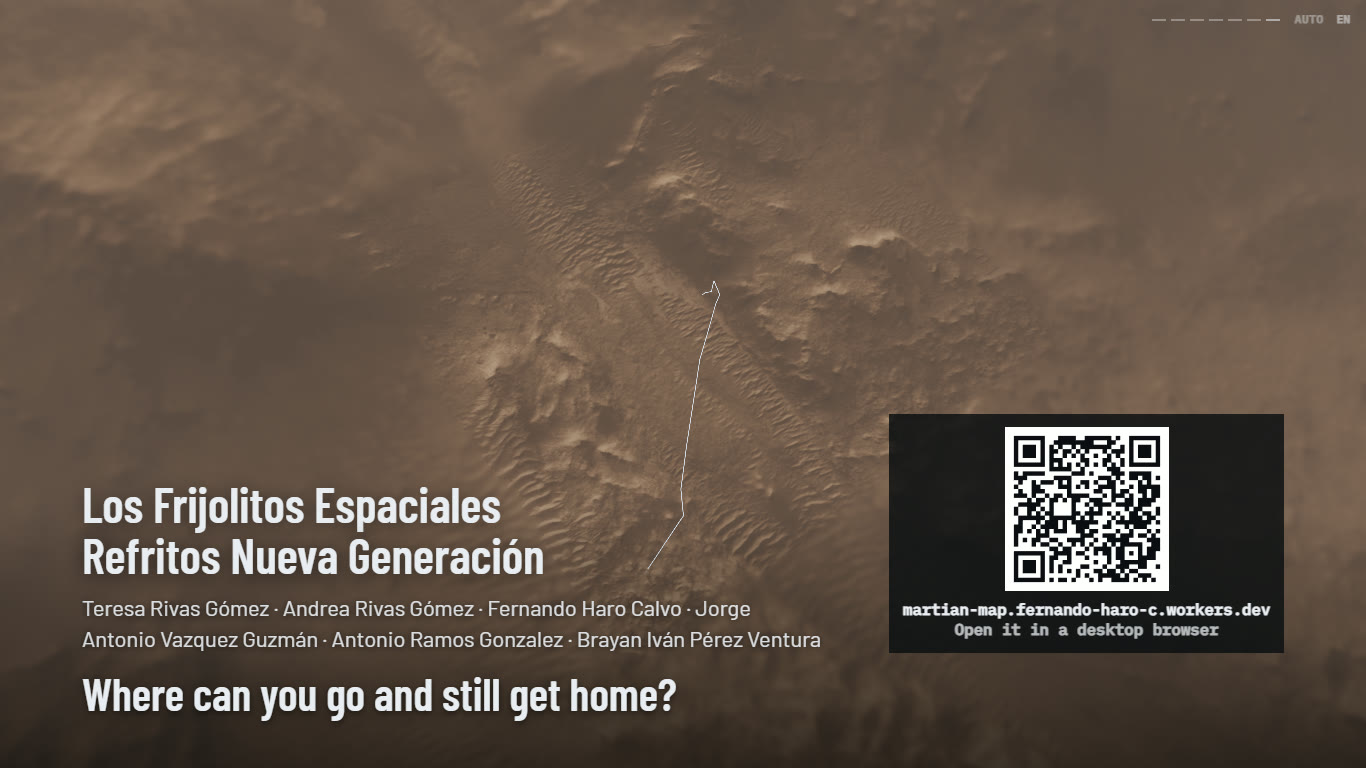 AUTO EN
Los Frijolitos Espaciales
Refritos Nueva Generación
Teresa Rivas Gómez · Andrea Rivas Gómez · Fernando Haro Calvo · Jorge
Antonio Vazquez Guzmán · Antonio Ramos Gonzalez · Brayan Iván Pérez Ventura
Where can you go and still get home?
martian-map.fernando-haro-c.workers.dev
Open it in a desktop browser